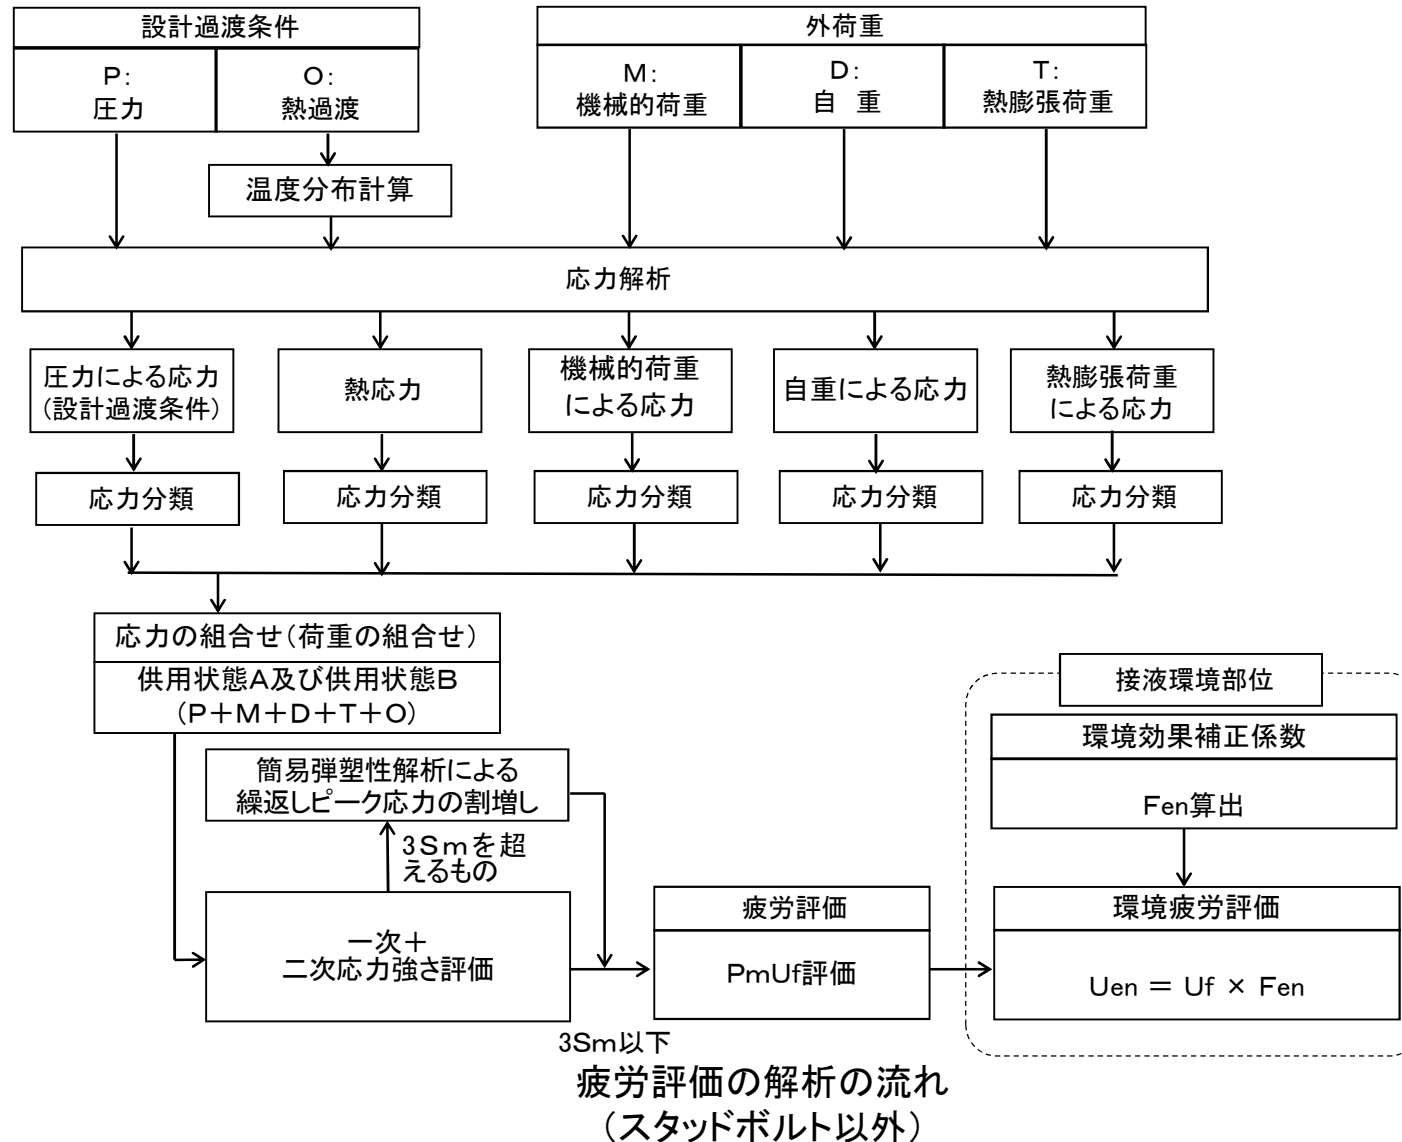 設計過渡条件
外荷重
P:
圧力
O:
熱過渡
M:
機械的荷重
D:
自 重
T:
熱膨張荷重
温度分布計算
応力解析
圧力による応力
(設計過渡条件)
熱応力
機械的荷重
による応力
自重による応力
熱膨張荷重
による応力
応力分類
応力分類
応力分類
応力分類
応力分類
応力の組合せ(荷重の組合せ)
供用状態A及び供用状態B
(P+M+D+T+O)
簡易弾塑性解析による
繰返しピーク応力の割増し
3Smを超
えるもの
一次+
二次応力強さ評価
3Sm以下
疲労評価
PmUf評価
接液環境部位
環境効果補正係数
Fen算出
環境疲労評価
Uen = Uf × Fen
疲労評価の解析の流れ
(スタッドボルト以外)